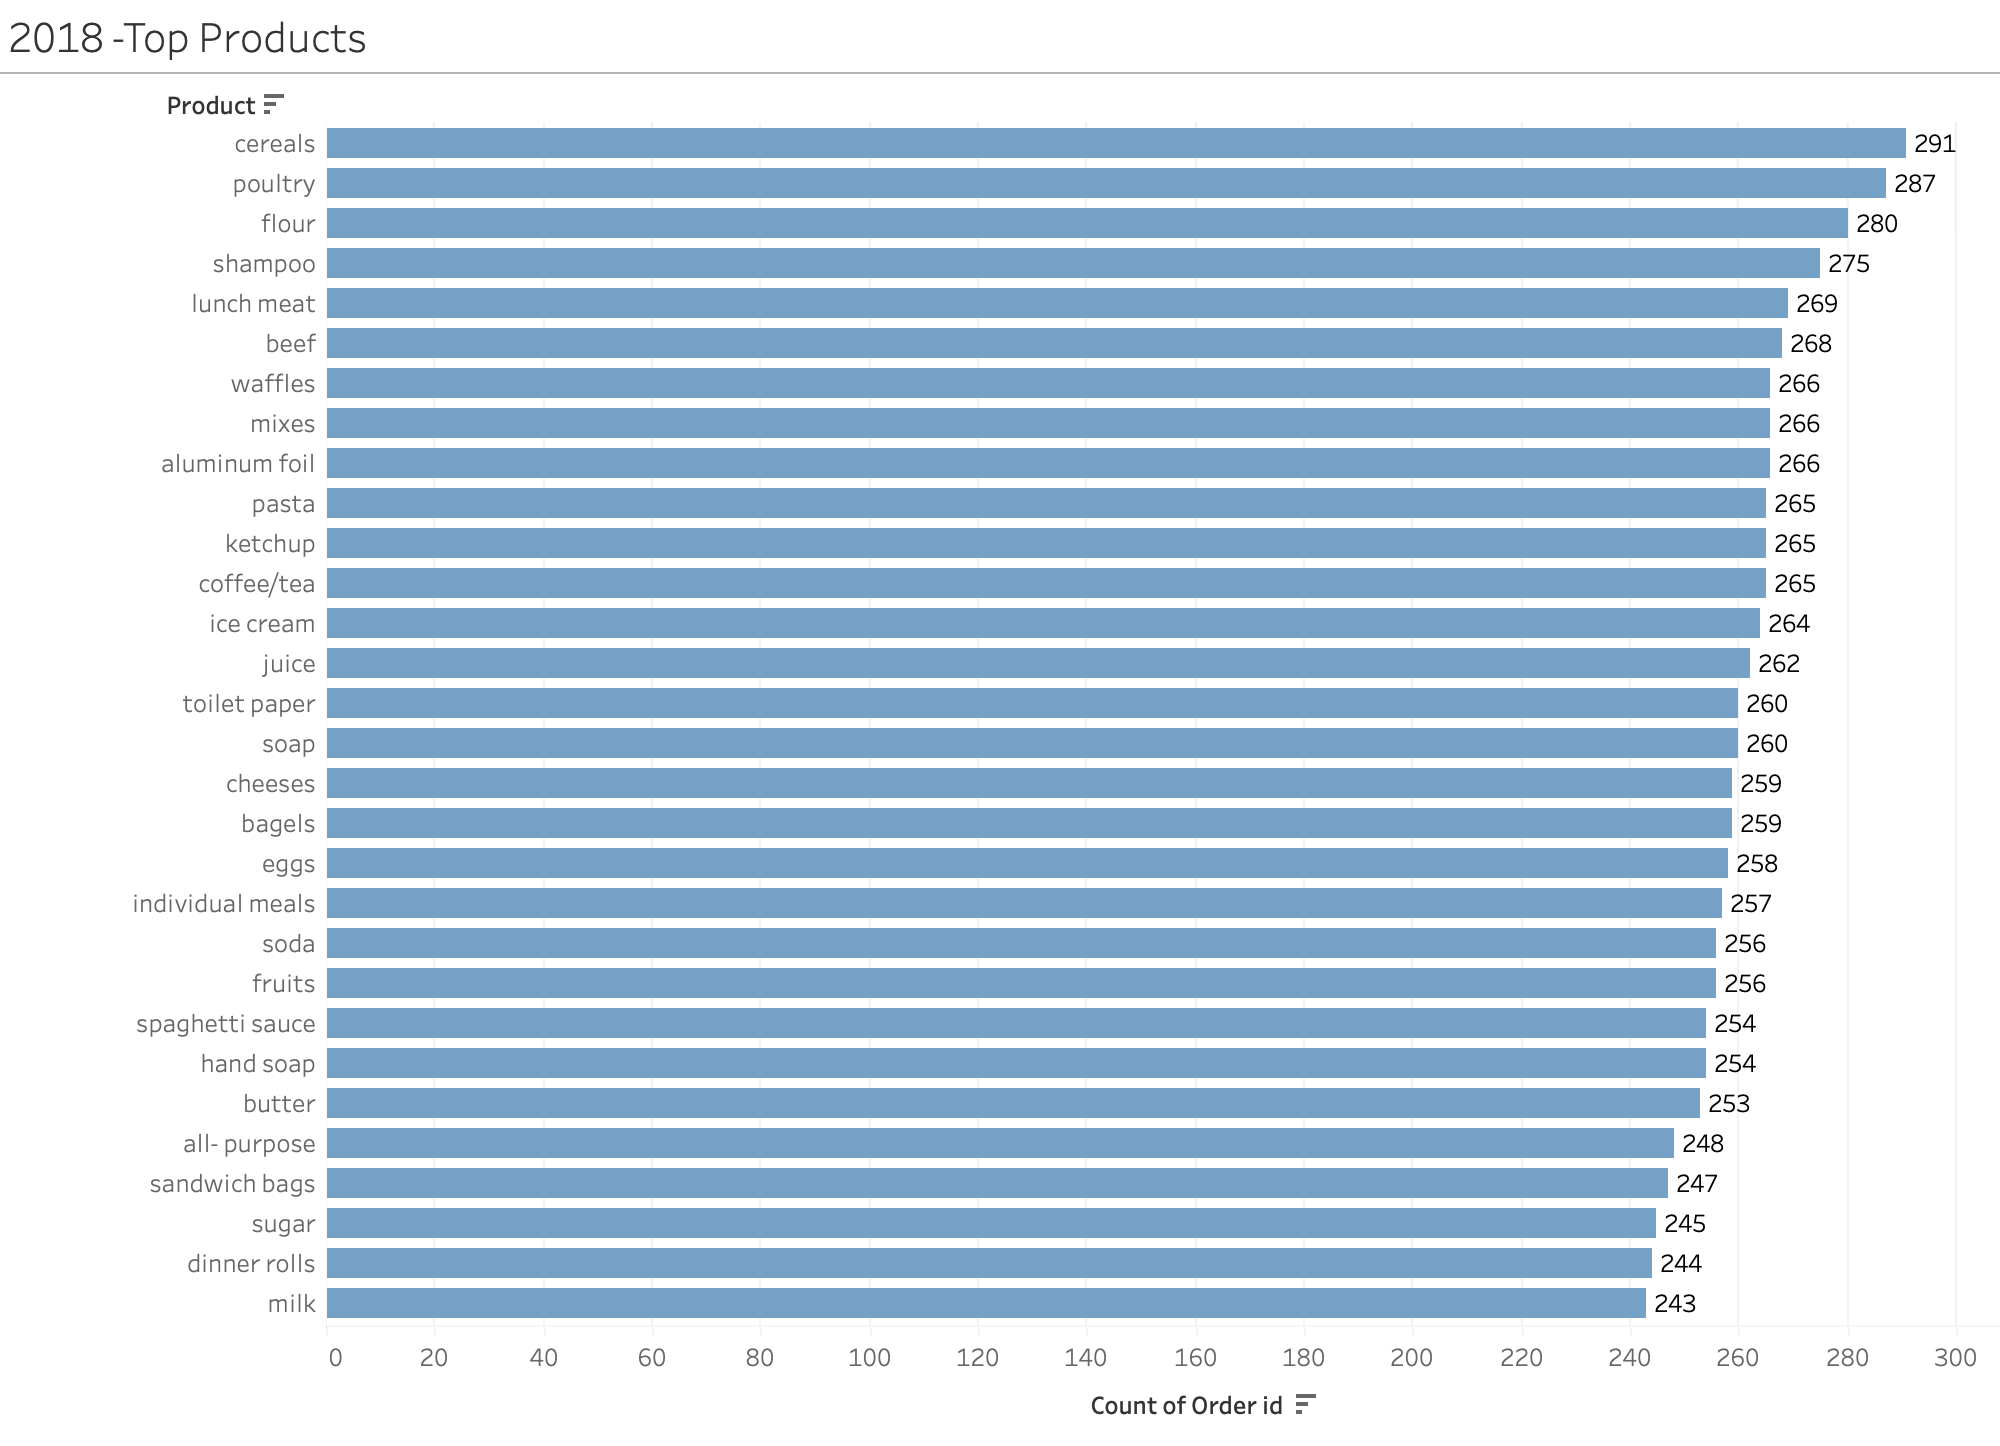 2018 -Top Products
Product
cereals 291
poultry 287
flour 280
shampoo 275
lunch meat 269
beef 268
waffles 266
mixes 266
aluminum foil 266
pasta 265
ketchup 265
coffee/tea 265
ice cream 264
juice 262
toilet paper 260
soap 260
cheeses 259
bagels 259
eggs 258
individual meals 257
soda 256
fruits 256
spaghetti sauce 254
hand soap 254
butter 253
all- purpose 248
sandwich bags 247
sugar 245
dinner rolls 244
milk 243
0 20 40 60 80 100 120 140 160 180 200 220 240 260 280 300
Count of Order id